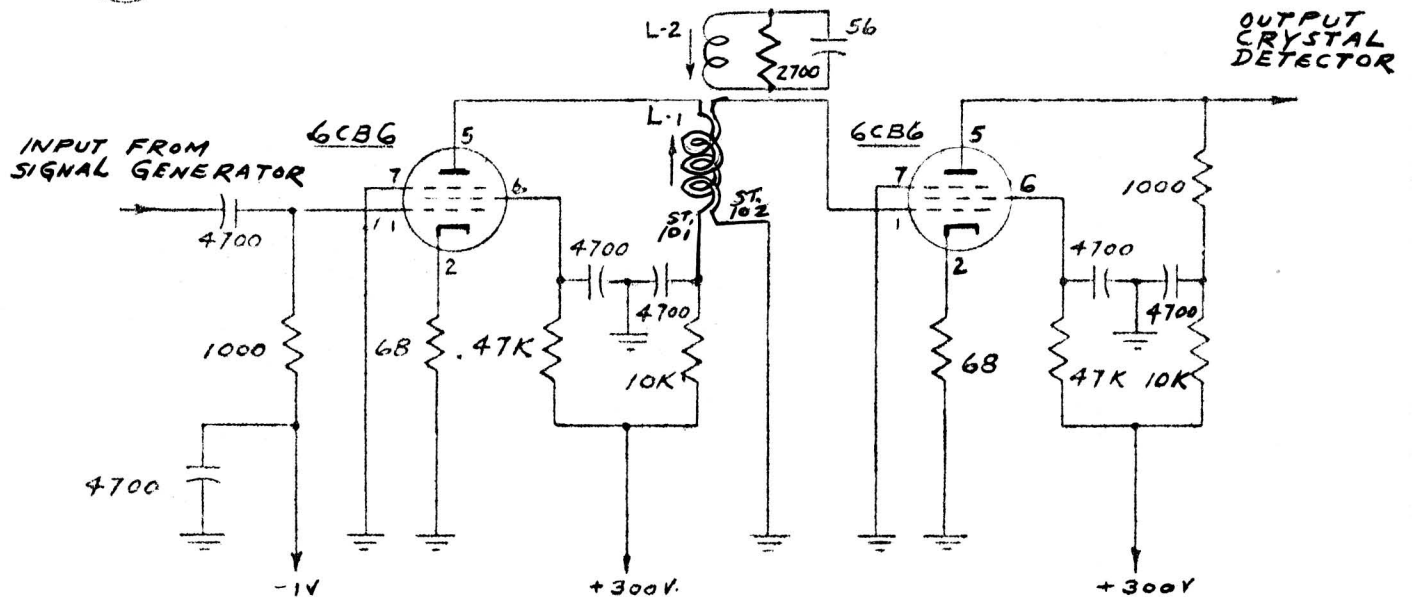 L-2
56
2700
OUTPUT
CRYSTAL
DETECTOR
INPUT FROM
SIGNAL GENERATOR
6CB6
5
7
6.
1
2
4700
L-1
ST.
101
ST.
102
6CB6
5
7
6
1
2
1000
1000
68
.47K
4700
4700
10K
68
4700
4700
47K
10K
4700
-1V
+300V.
+300V